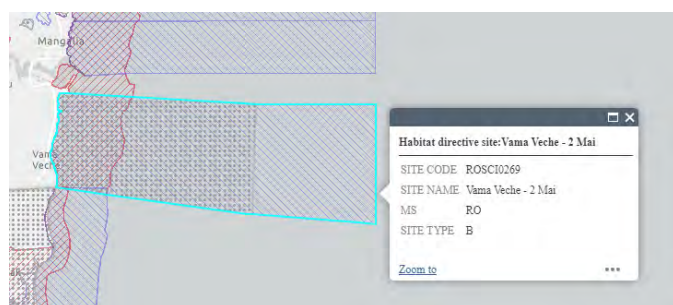 Mangalia
Vama
Veche
Habitat directive site:Vama Veche - 2 Mai
SITE CODE ROSCI0269
SITE NAME Vama Veche - 2 Mai
MS RO
SITE TYPE B
Zoom to